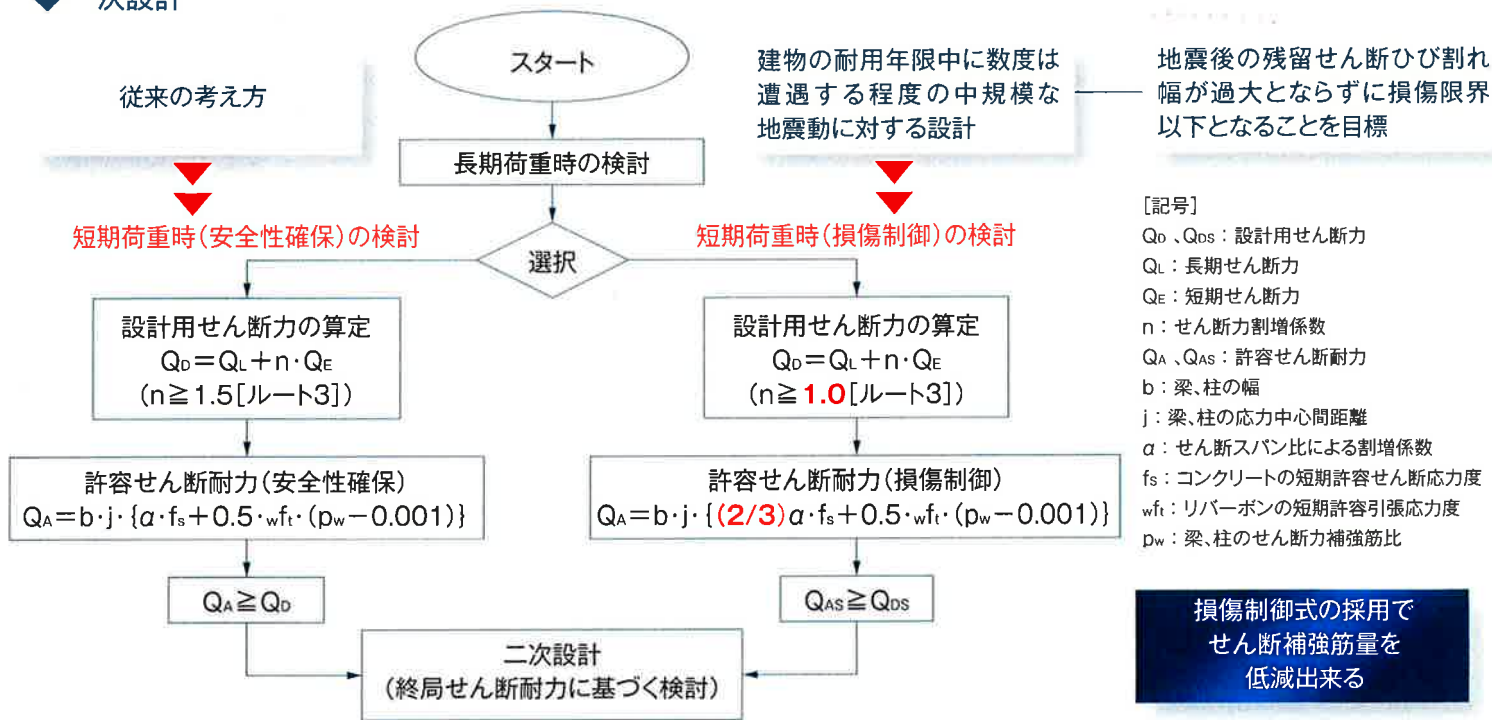 次設計
スタート
従来の考え方
建物の耐用年限中に数度は
遭遇する程度の中規模な
地震動に対する設計
地震後の残留せん断ひび割れ
幅が過大とならずに損傷限界
以下となることを目標
長期荷重時の検討
短期荷重時(安全性確保)の検討
短期荷重時(損傷制御)の検討
選択
設計用せん断力の算定
QD=QL+n・QE
(n≧1.5[ルート3])
設計用せん断力の算定
QD=QL+n・QE
(n≧1.0[ルート3])
許容せん断耐力(安全性確保)
QA=b・j・{α・fs+0.5・wft・(pw−0.001)}
許容せん断耐力(損傷制御)
QA=b・j・{(2/3)α・fs+0.5・wft・(pw−0.001)}
QA≧QD
QAS≧QDS
二次設計
(終局せん断耐力に基づく検討)
[記号]
QD、QDS:設計用せん断力
QL:長期せん断力
QE:短期せん断力
n:せん断力割増係数
QA、QAS:許容せん断耐力
b:梁、柱の幅
j:梁、柱の応力中心間距離
α:せん断スパン比による割増係数
fs:コンクリートの短期許容せん断応力度
wft:リバーボンの短期許容引張応力度
pw:梁、柱のせん断力補強筋比
損傷制御式の採用で
せん断補強筋量を
低減出来る